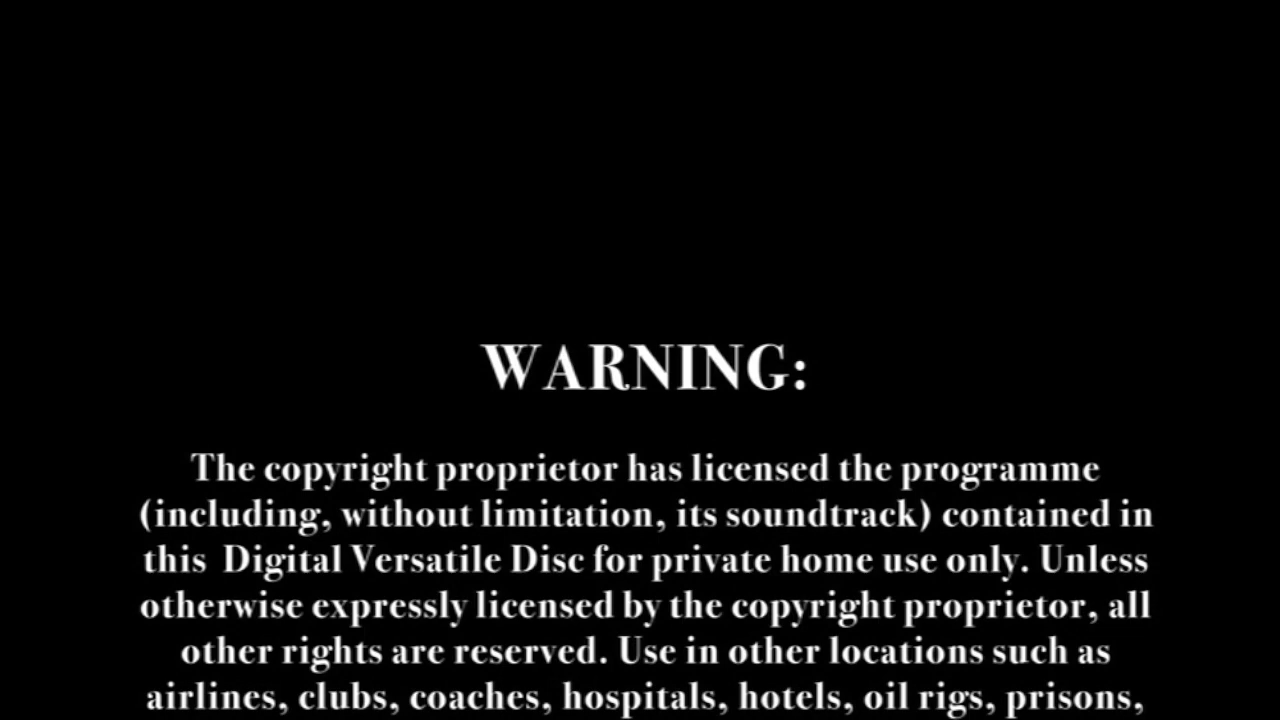 WARNING:
The copyright proprietor has licensed the programme
(including, without limitation, its soundtrack) contained in
this  Digital Versatile Disc for private home use only. Unless
otherwise expressly licensed by the copyright proprietor, all
other rights are reserved. Use in other locations such as
airlines, clubs, coaches, hospitals, hotels, oil rigs, prisons,